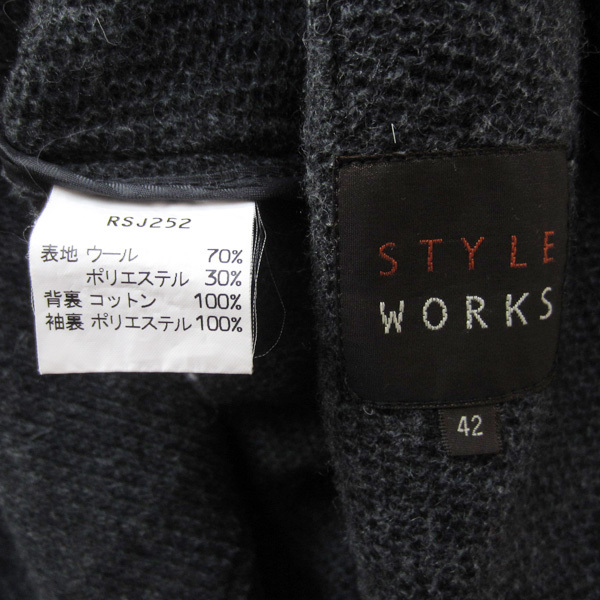 RSJ252
表地 ウール 70%
ポリエステル 30%
背裏 コットン 100%
袖裏 ポリエステル 100%
STYLE
WORKS
42